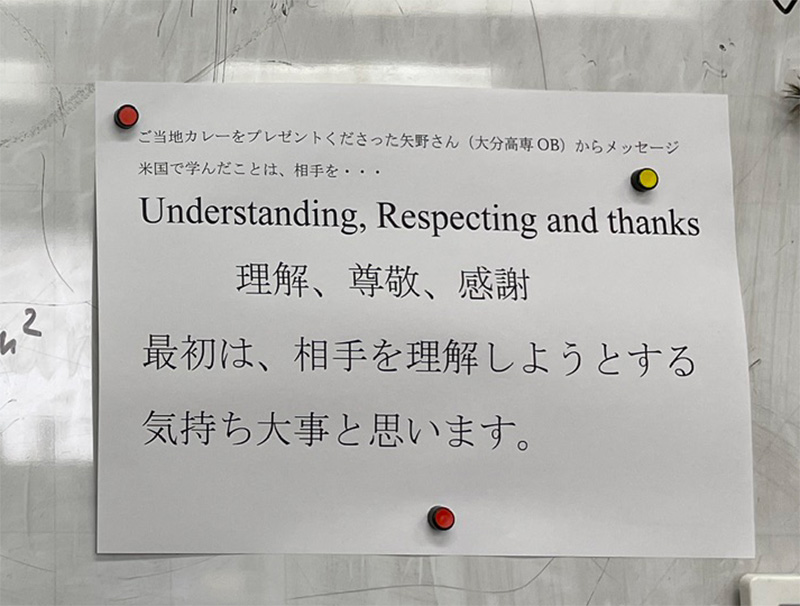 ご当地カレーをプレゼントくださった矢野さん（大分高専 OB）からメッセージ
米国で学んだことは、相手を・・・
Understanding, Respecting and thanks
理解、尊敬、感謝
最初は、相手を理解しようとする
気持ち大事と思います。